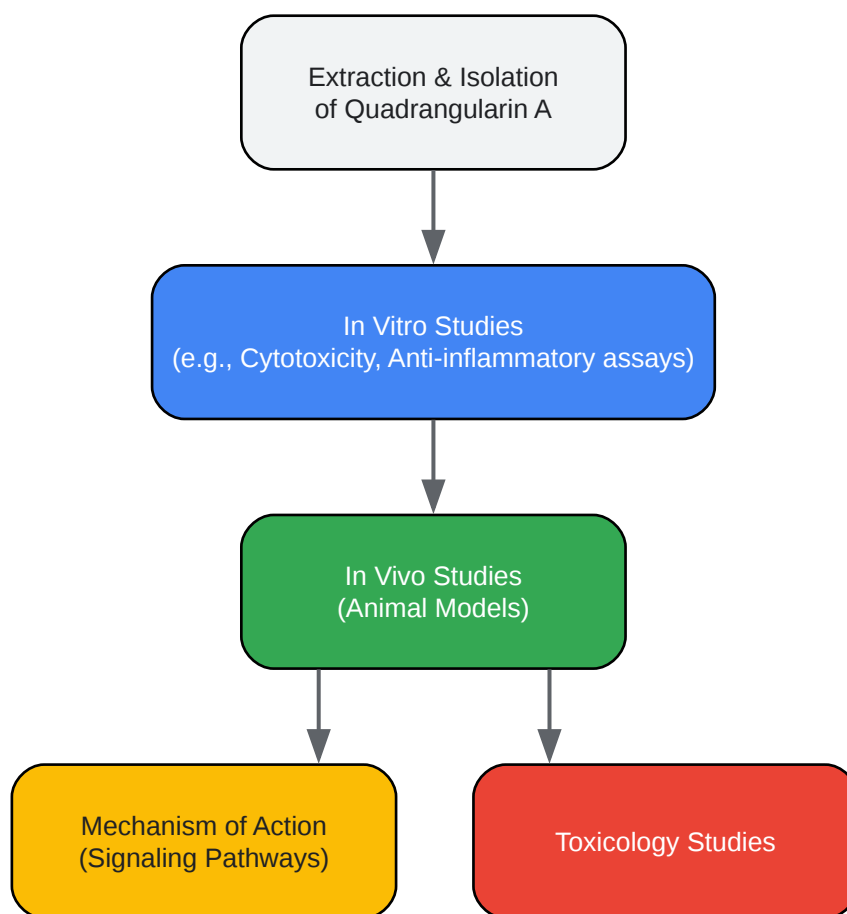 Extraction & Isolation
of Quadrangularin A
In Vitro Studies
(e.g., Cytotoxicity, Anti-inflammatory assays)
In Vivo Studies
(Animal Models)
Mechanism of Action
(Signaling Pathways)
Toxicology Studies